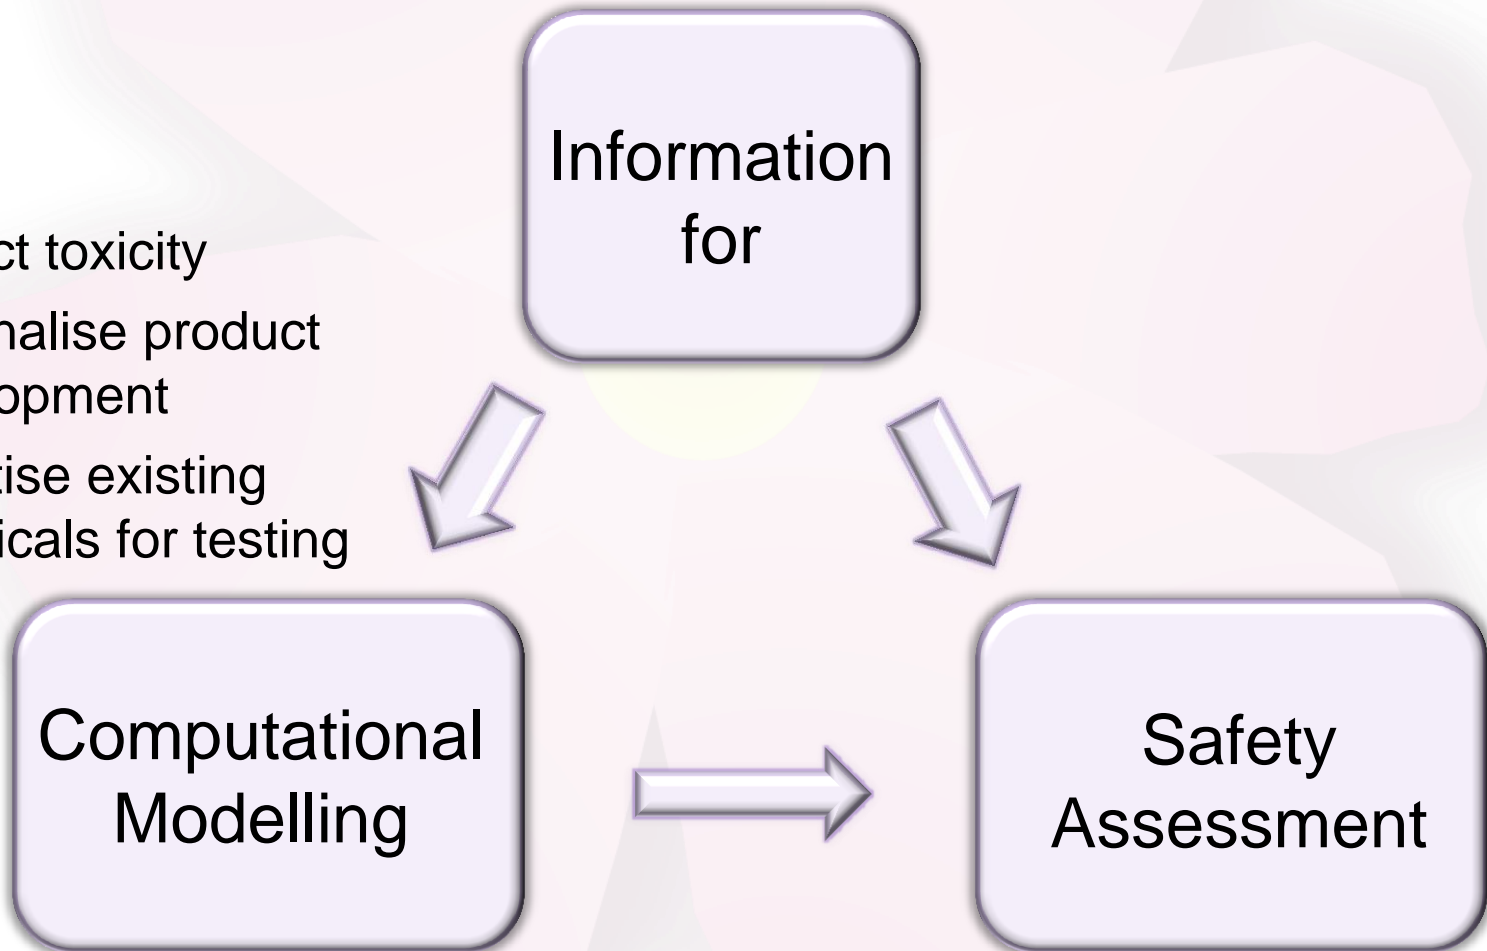 Information
for
ct toxicity
nalise product
opment
tise existing
icals for testing
Computational
Modelling
Safety
Assessment